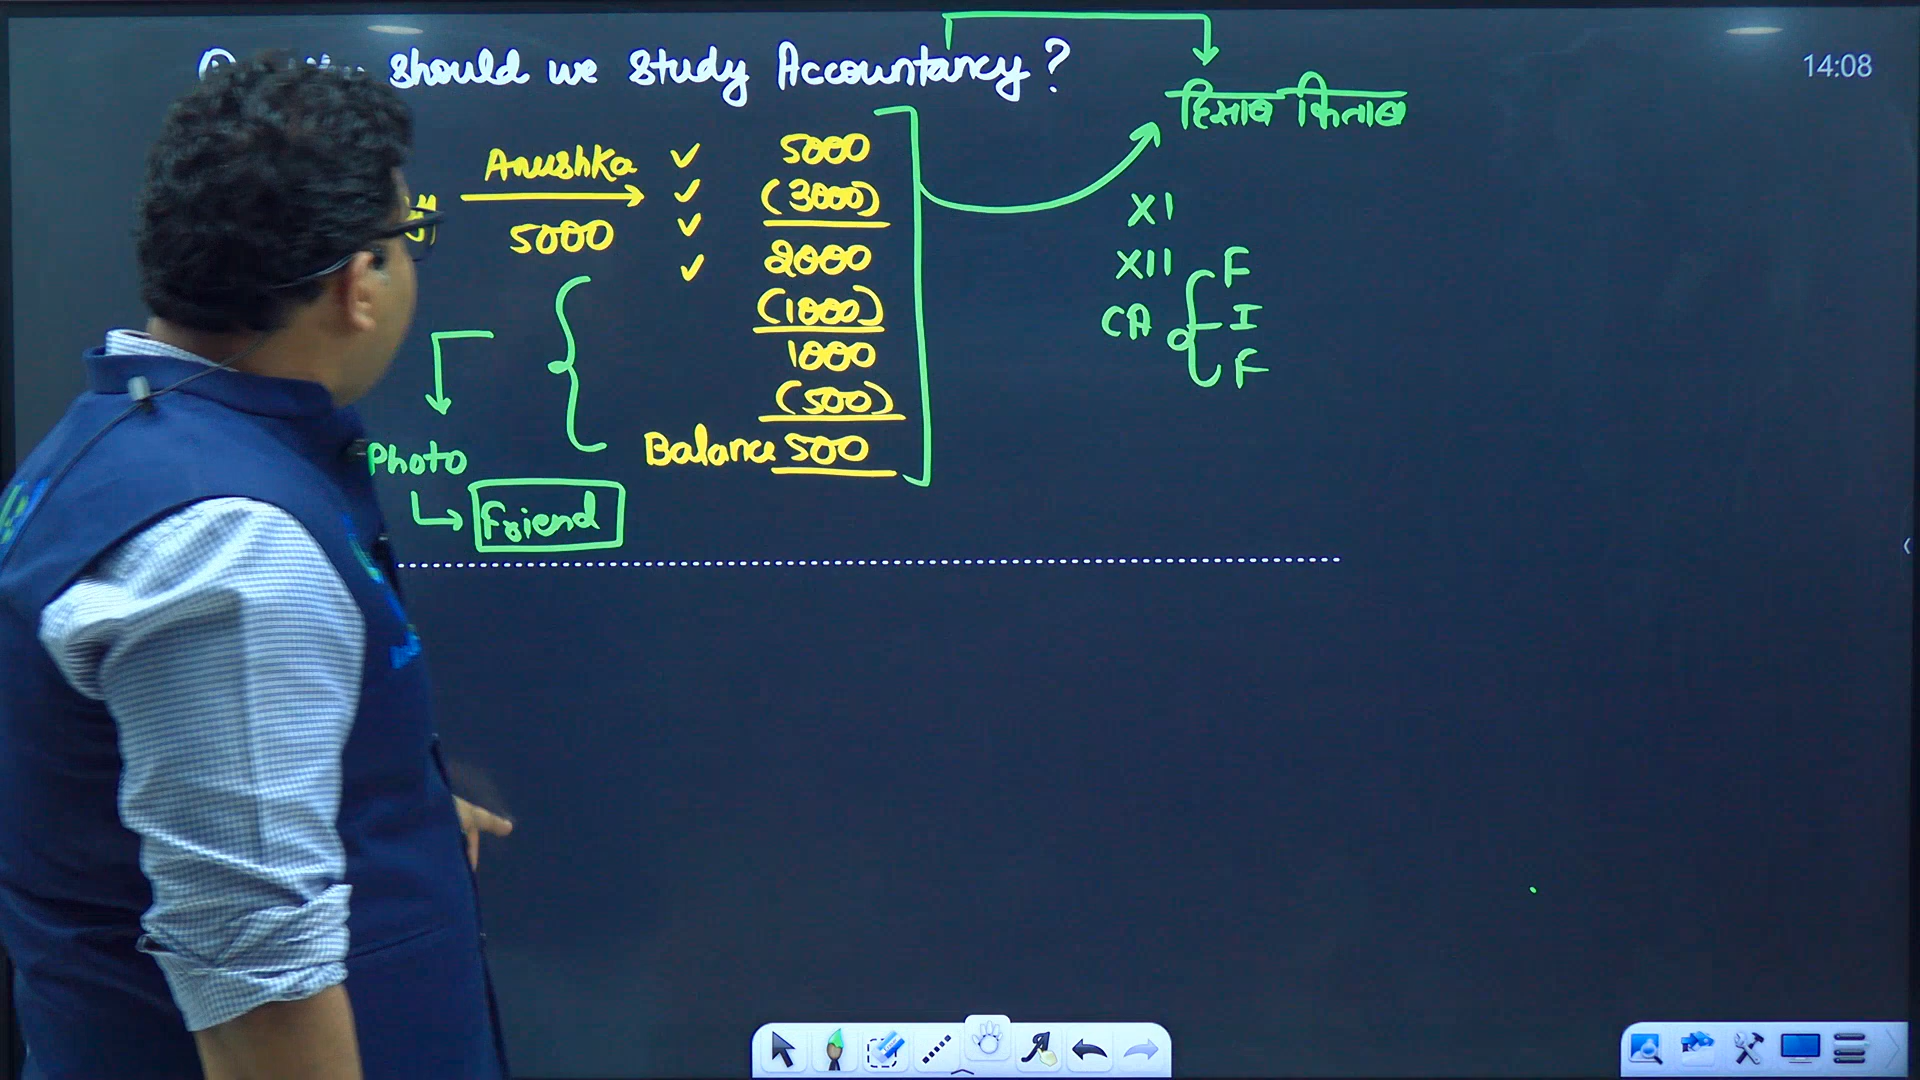 should we study Accountancy?
14:08
हिसाब किताब
Anushka
5000
✓
✓
✓
✓
5000
(3000)
2000
(1000)
1000
(500)
Balance 500
XI
XII
CA
F
I
F
Photo
Friend